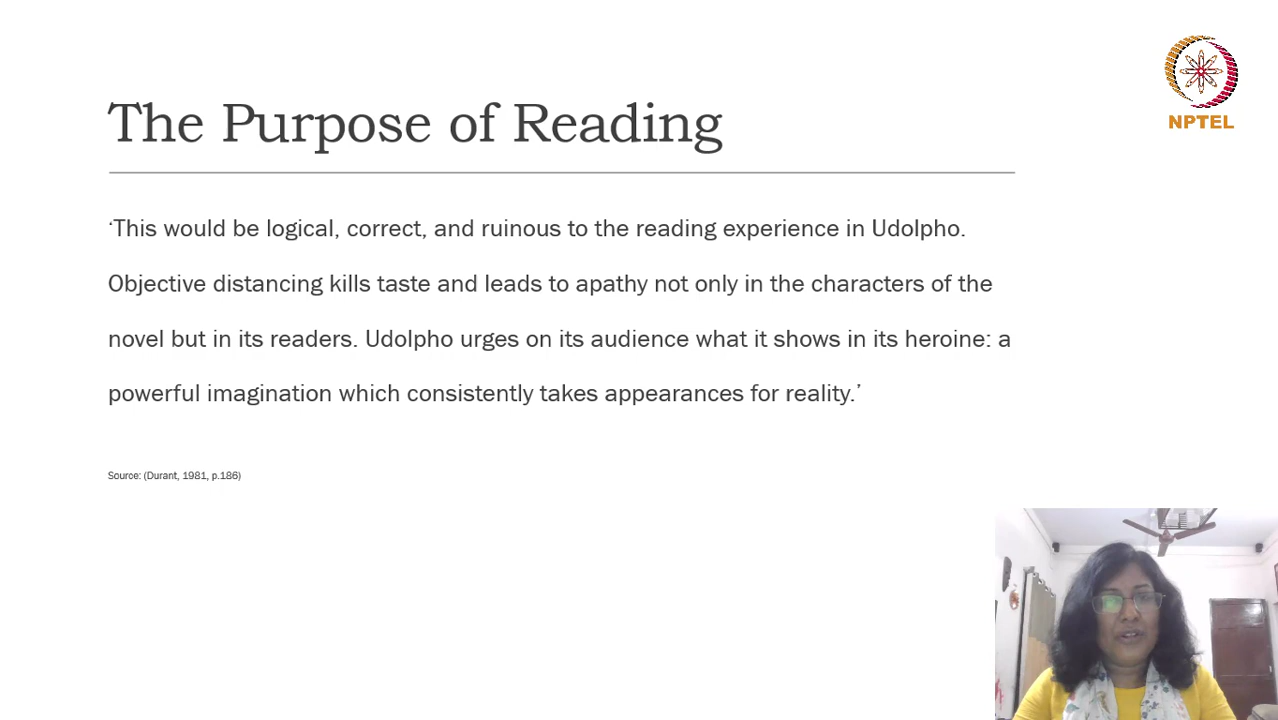 The Purpose of Reading
NPTEL
‘This would be logical, correct, and ruinous to the reading experience in Udolpho.
Objective distancing kills taste and leads to apathy not only in the characters of the
novel but in its readers. Udolpho urges on its audience what it shows in its heroine: a
powerful imagination which consistently takes appearances for reality.’
Source: (Durant, 1981, p.186)